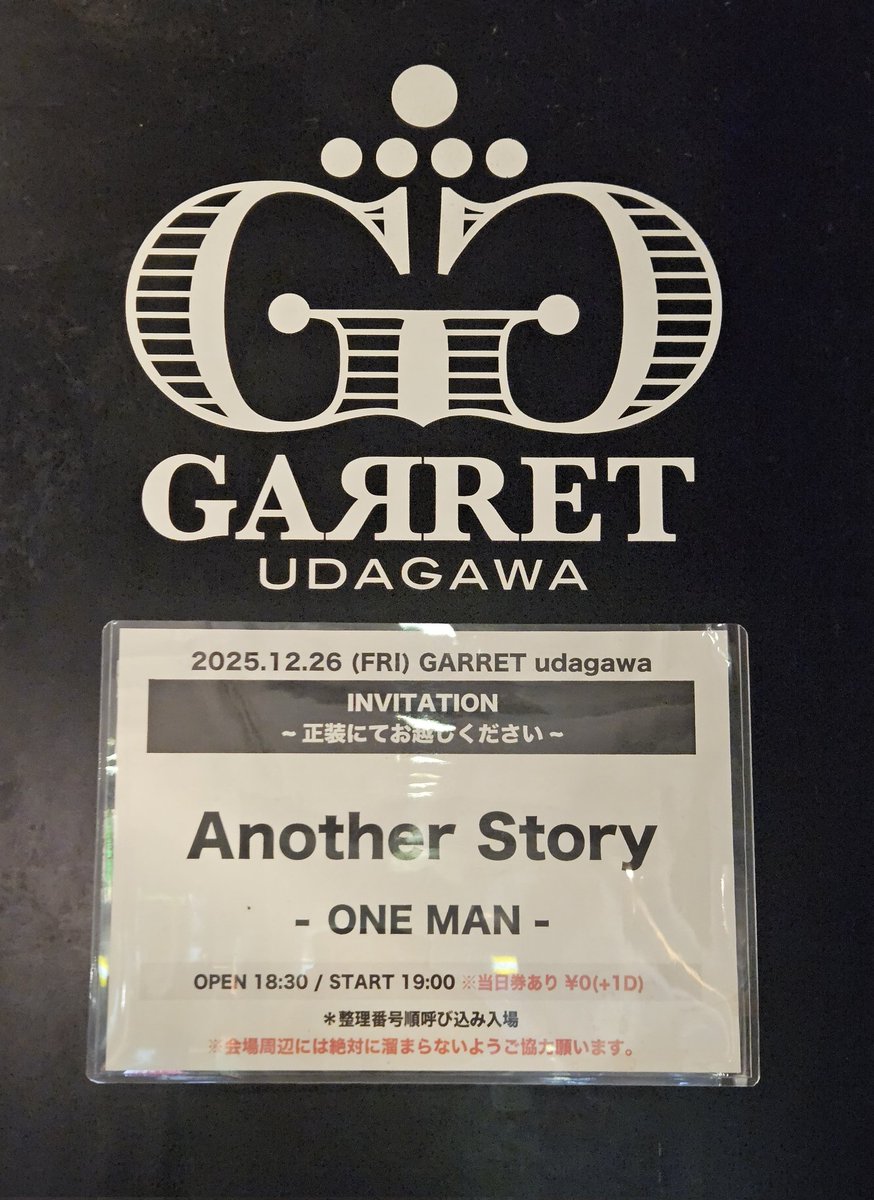 GG
GARRET
UDAGAWA
2025.12.26 (FRI) GARRET udagawa
INVITATION
~ 正装にてお越しください ~
Another Story
- ONE MAN -
OPEN 18:30 / START 19:00 ※当日券あり ¥0(+1D)
＊整理番号順呼び込み入場
※会場周辺には絶対に溜まらないようご協力願います。